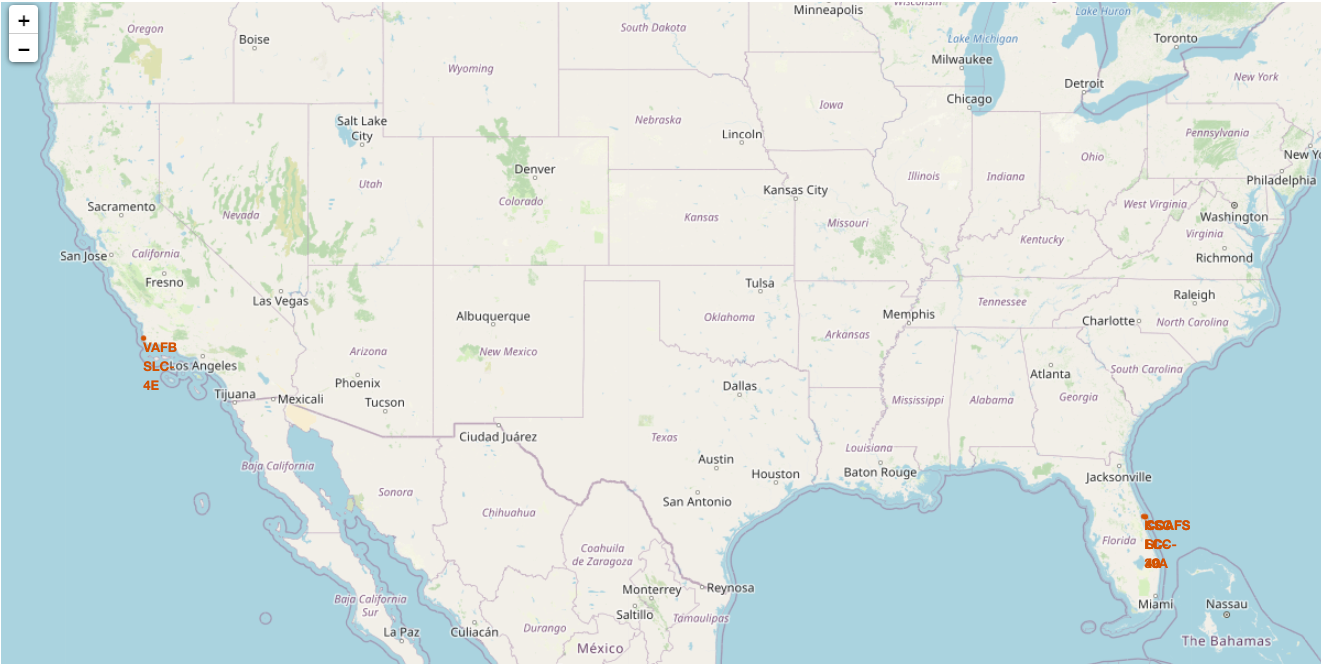 +
−
Oregon
Boise
South Dakota
Minneapolis
Wisconsin
Lake Huron
Toronto
Wyoming
Lake Michigan
Milwaukee
Detroit
New York
Chicago
Iowa
Nebraska
Lincoln
Salt Lake
City
Pennsylvania
Ohio
New Yo
Denver
Utah
Colorado
Kansas City
Illinois
Indiana
Philadelphia
Sacramento
Nevada
Kansas
Missouri
West Virginia
Washington
Virginia
Kentucky
San Jose
California
Richmond
Fresno
Las Vegas
Tulsa
Raleigh
Tennessee
Albuquerque
Oklahoma
Memphis
Charlotte
North Carolina
Arkansas
VAFB
SLC-
4E
Los Angeles
Arizona
New Mexico
South Carolina
Atlanta
Phoenix
Dallas
Georgia
Tijuana
Mexicali
Tucson
Mississippi
Alabama
Ciudad Juárez
Texas
Louisiana
Baja California
Austin
Houston
Baton Rouge
Jacksonville
Sonora
San Antonio
Chihuahua
Florida
Coahuila
de Zaragoza
Monterrey
Reynosa
Baja California
Sur
Saltillo
Tamaulipas
Miami
Nassau
La Paz
Culiacán
Durango
México
The Bahamas